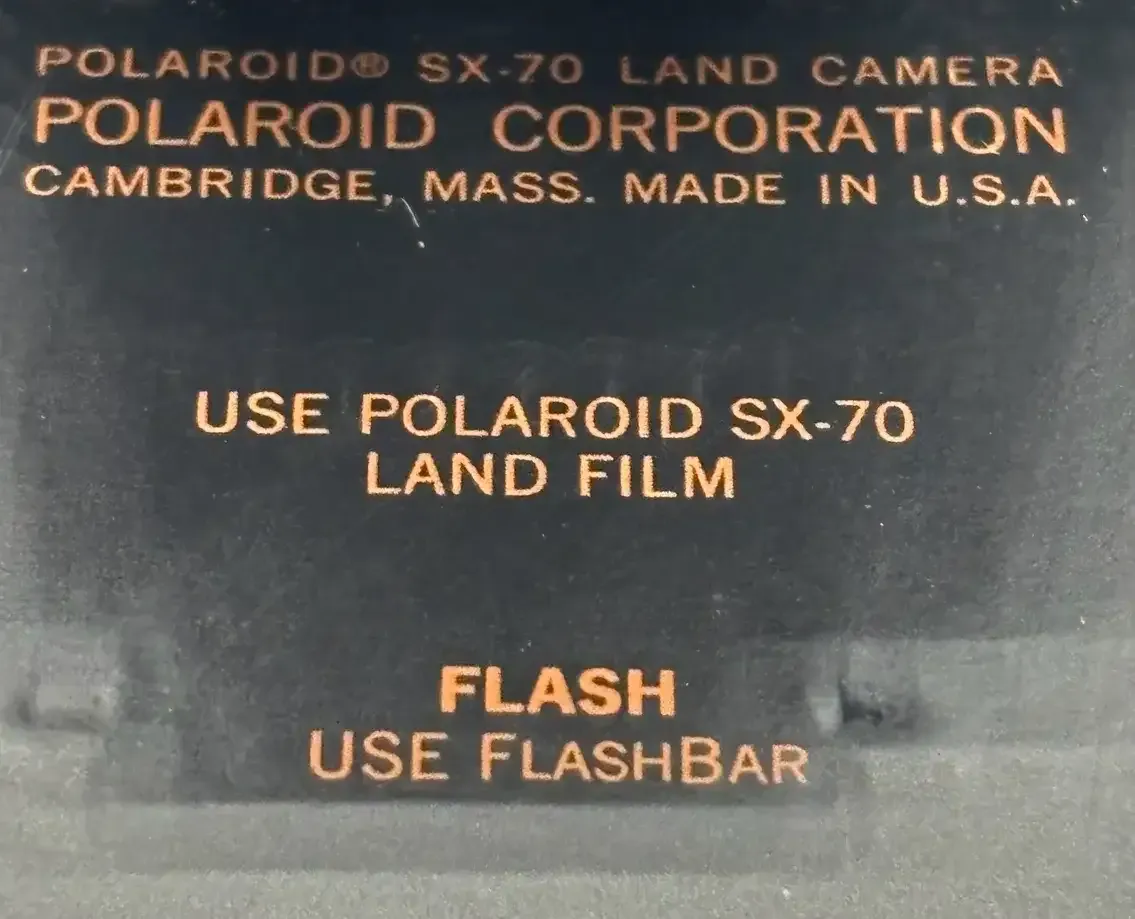 POLAROID® SX-70 LAND CAMERA
POLAROID CORPORATION
CAMBRIDGE, MASS. MADE IN U.S.A.
USE POLAROID SX-70
LAND FILM
FLASH
USE FLASHBAR